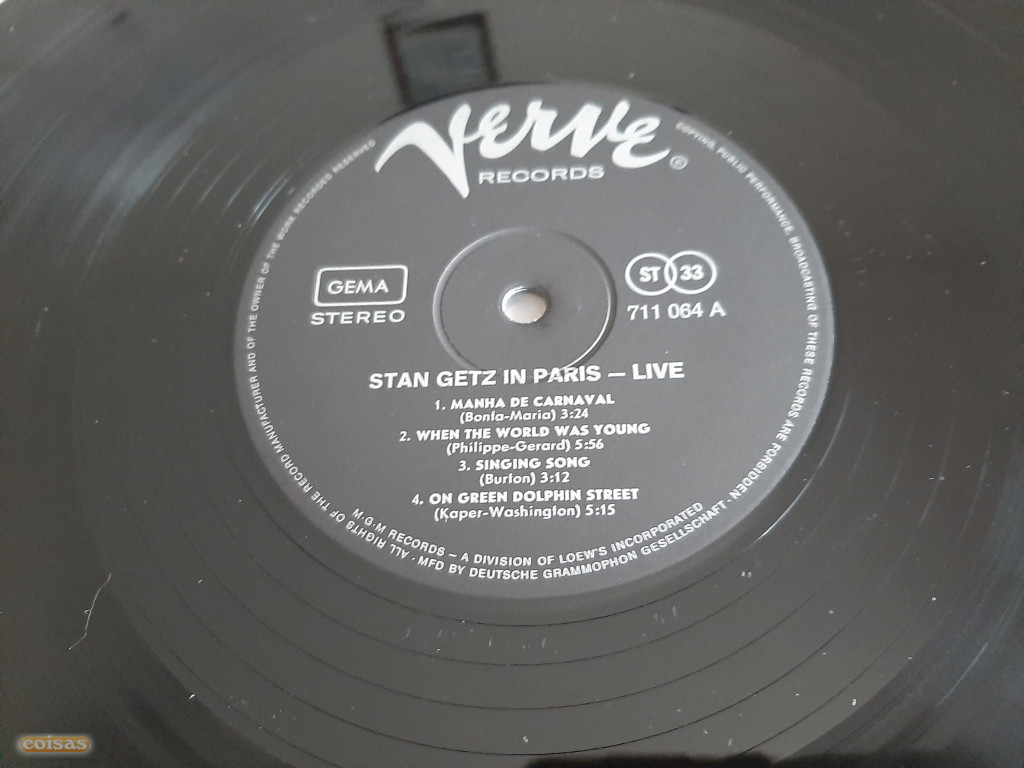 Verve
RECORDS
®
GEMA
STEREO
ST 33
711 064 A
STAN GETZ IN PARIS – LIVE
1. MANHA DE CARNAVAL
(Bonfa-Maria) 3:24
2. WHEN THE WORLD WAS YOUNG
(Philippe-Gerard) 5:56
3. SINGING SONG
(Burton) 3:12
4. ON GREEN DOLPHIN STREET
(Kaper-Washington) 5:15
M.G.M RECORDS – A DIVISION OF LOEW'S INCORPORATED
ALL RIGHTS OF THE RECORD MANUFACTURER AND OF THE OWNER OF THE WORK RECORDED RESERVED
COPYING, PUBLIC PERFORMANCE, BROADCASTING OF THESE RECORDS ARE FORBIDDEN · MFD BY DEUTSCHE GRAMMOPHON GESELLSCHAFT ·
coisas